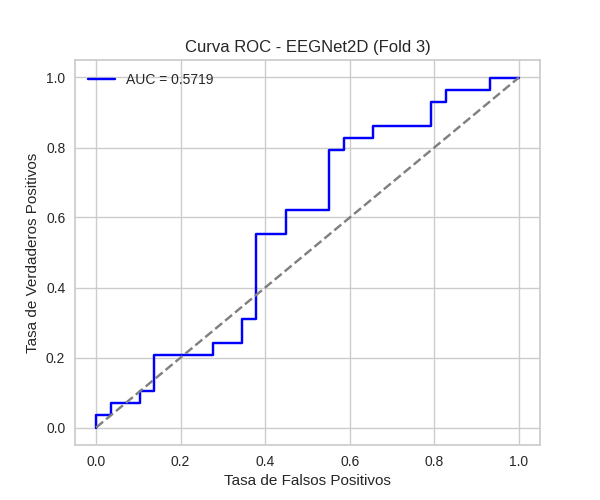 Curva ROC - EEGNet2D (Fold 3)
AUC = 0.5719
Tasa de Verdaderos Positivos
1.0
0.8
0.6
0.4
0.2
0.0
0.0 0.2 0.4 0.6 0.8 1.0
Tasa de Falsos Positivos